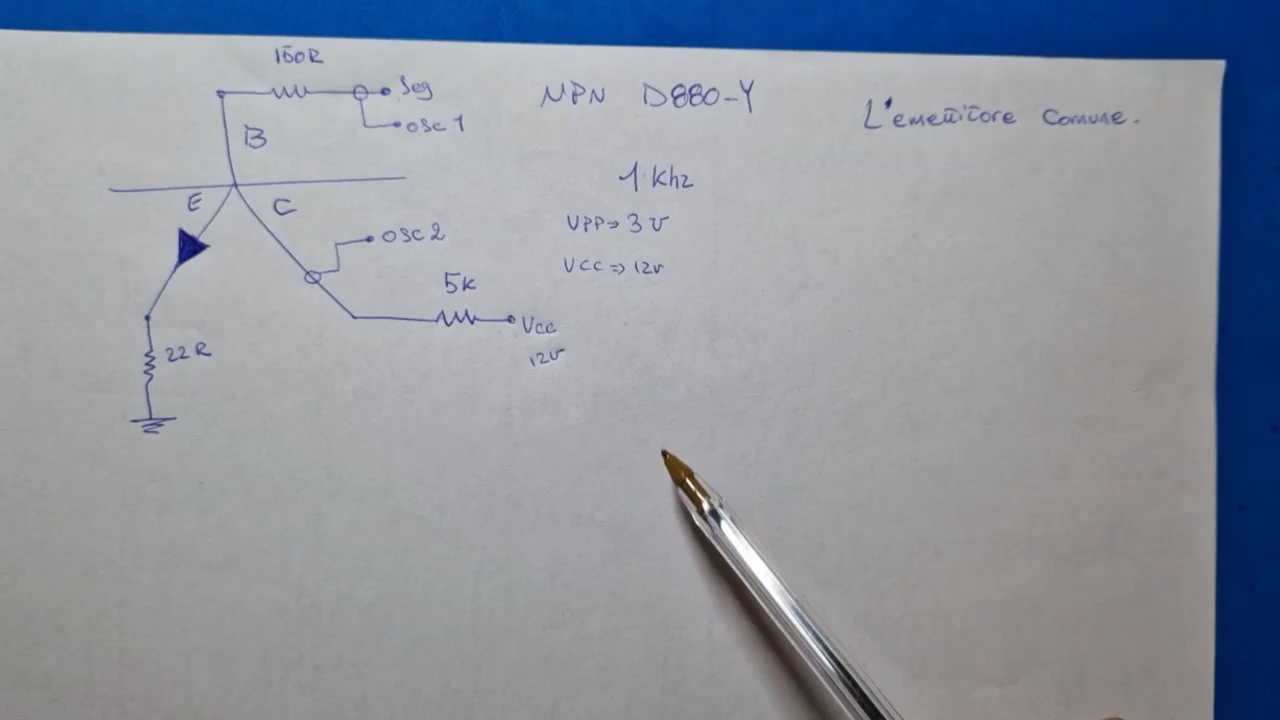 150R
Seg
OSC 1
B
E
C
OSC 2
5K
Vcc
12V
22R
NPN D880-Y
1 Khz
VPP=> 3V
VCC => 12V
L'emettitore Comune.